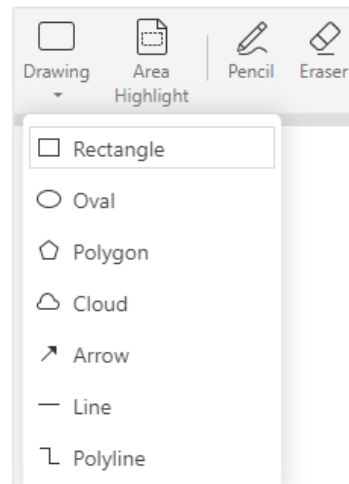 Drawing
Area
Highlight
Pencil
Eraser
Rectangle
Oval
Polygon
Cloud
Arrow
Line
Polyline